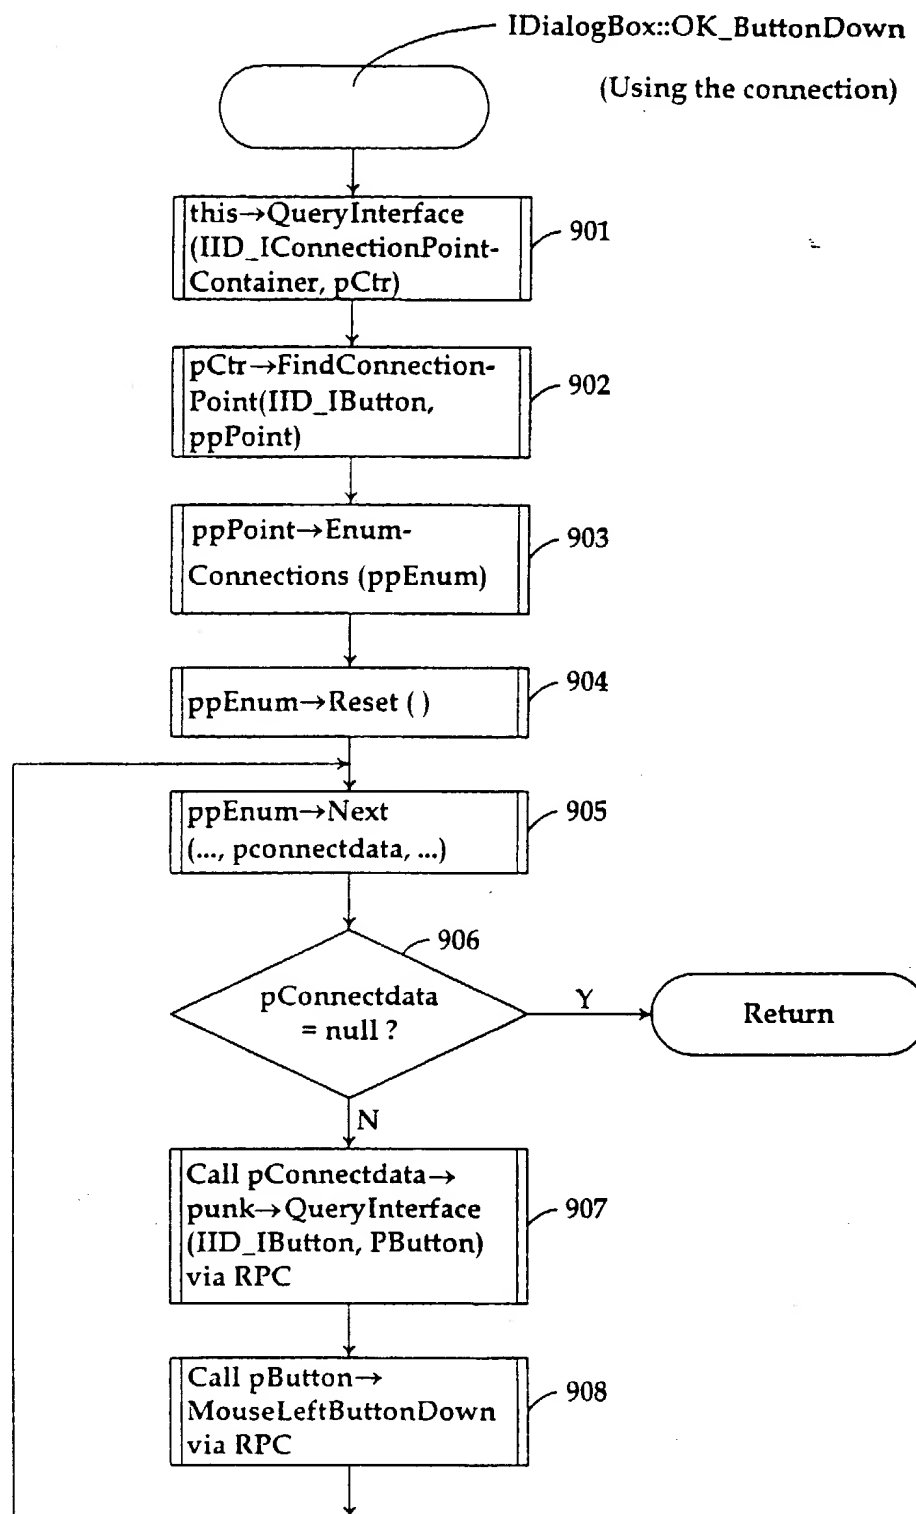 IDialogBox::OK_ButtonDown
(Using the connection)
this→QueryInterface
(IID_IConnectionPoint-
Container, pCtr)
901
pCtr→FindConnection-
Point(IID_IButton,
ppPoint)
902
ppPoint→Enum-
Connections (ppEnum)
903
ppEnum→Reset ( )
904
ppEnum→Next
(..., pconnectdata, ...)
905
906
pConnectdata
= null ?
Y
Return
N
Call pConnectdata→
punk→QueryInterface
(IID_IButton, PButton)
via RPC
907
Call pButton→
MouseLeftButtonDown
via RPC
908